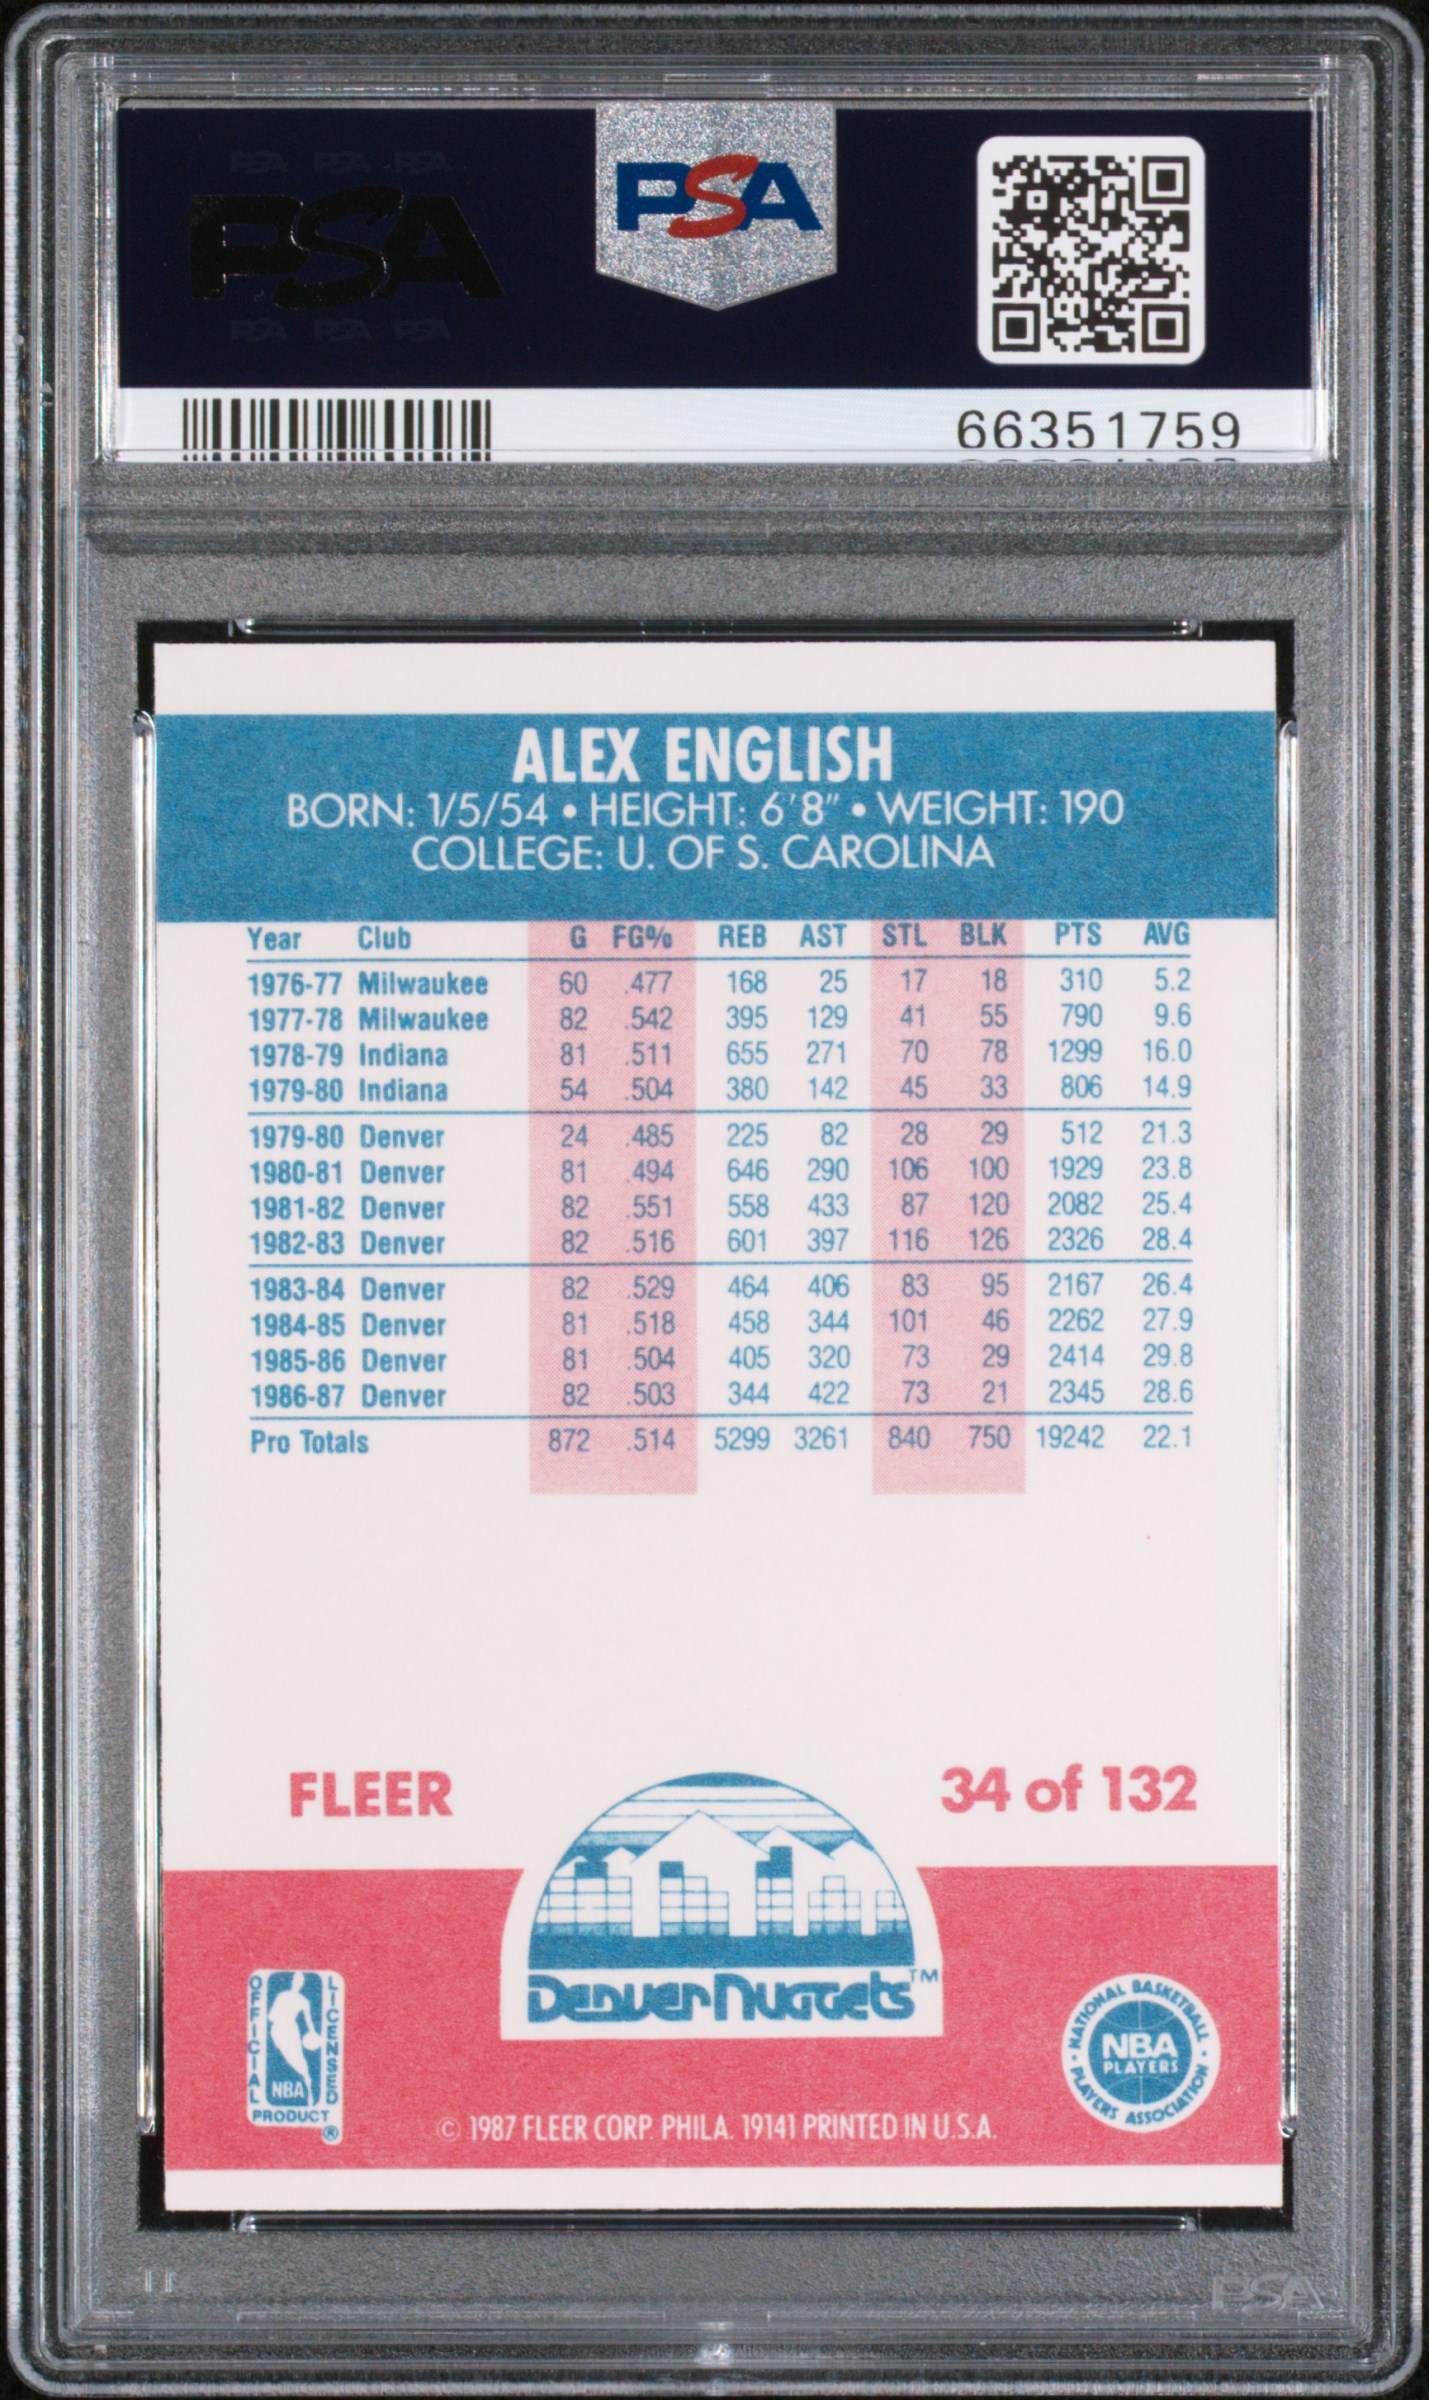 PSA PSA PSA
PSA
PSA PSA PSA
PSA
66351759
ALEX ENGLISH
BORN: 1/5/54 • HEIGHT: 6'8" • WEIGHT: 190
COLLEGE: U. OF S. CAROLINA
Year Club G FG% REB AST STL BLK PTS AVG
1976-77 Milwaukee 60 .477 168 25 17 18 310 5.2
1977-78 Milwaukee 82 .542 395 129 41 55 790 9.6
1978-79 Indiana 81 .511 655 271 70 78 1299 16.0
1979-80 Indiana 54 .504 380 142 45 33 806 14.9
1979-80 Denver 24 .485 225 82 28 29 512 21.3
1980-81 Denver 81 .494 646 290 106 100 1929 23.8
1981-82 Denver 82 .551 558 433 87 120 2082 25.4
1982-83 Denver 82 .516 601 397 116 126 2326 28.4
1983-84 Denver 82 .529 464 406 83 95 2167 26.4
1984-85 Denver 81 .518 458 344 101 46 2262 27.9
1985-86 Denver 81 .504 405 320 73 29 2414 29.8
1986-87 Denver 82 .503 344 422 73 21 2345 28.6
Pro Totals 872 .514 5299 3261 840 750 19242 22.1
FLEER
34 of 132
Denver Nuggets™
OFFICIAL LICENSED
NBA
PRODUCT
®
NATIONAL BASKETBALL
NBA
PLAYERS
PLAYERS ASSOCIATION
© 1987 FLEER CORP. PHILA. 19141 PRINTED IN U.S.A.
PSA